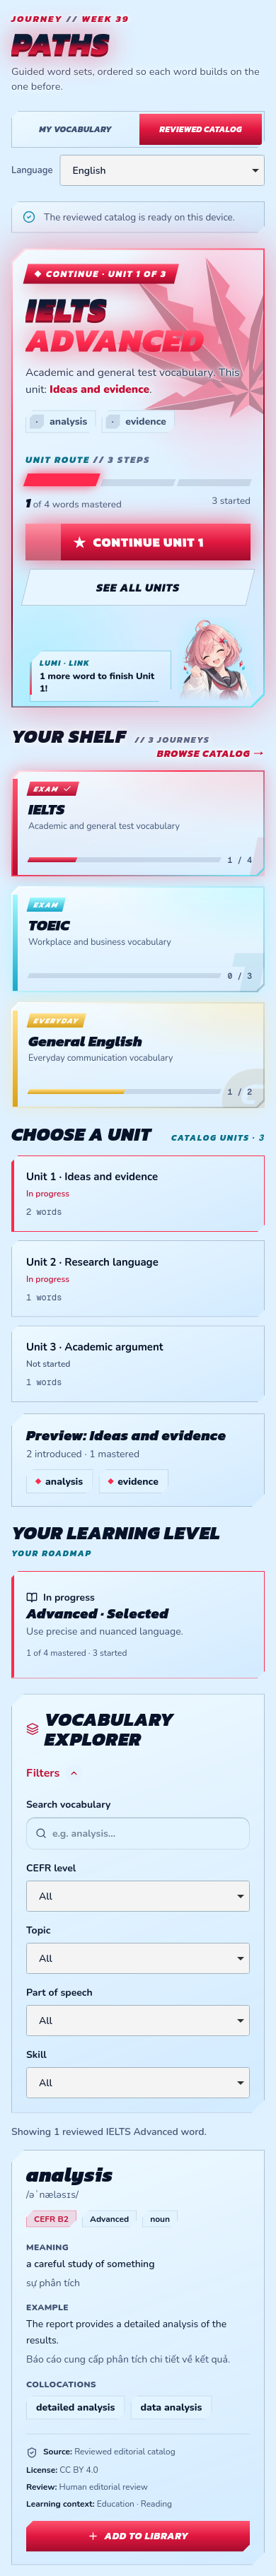 JOURNEY // WEEK 39
PATHS
Guided word sets, ordered so each word builds on the
one before.
MY VOCABULARY
REVIEWED CATALOG
Language
English
The reviewed catalog is ready on this device.
◆ CONTINUE · UNIT 1 OF 3
IELTS
ADVANCED
Academic and general test vocabulary. This
unit: Ideas and evidence.
· analysis
· evidence
UNIT ROUTE // 3 STEPS
1 of 4 words mastered
3 started
★ CONTINUE UNIT 1
SEE ALL UNITS
LUMI · LINK
1 more word to finish Unit
1!
YOUR SHELF // 3 JOURNEYS
BROWSE CATALOG →
EXAM ✓
IELTS
Academic and general test vocabulary
1 / 4
EXAM
TOEIC
Workplace and business vocabulary
0 / 3
EVERYDAY
General English
Everyday communication vocabulary
1 / 2
CHOOSE A UNIT
CATALOG UNITS · 3
Unit 1 · Ideas and evidence
In progress
2 words
Unit 2 · Research language
In progress
1 words
Unit 3 · Academic argument
Not started
1 words
Preview: Ideas and evidence
2 introduced · 1 mastered
◆ analysis
◆ evidence
YOUR LEARNING LEVEL
YOUR ROADMAP
In progress
Advanced · Selected
Use precise and nuanced language.
1 of 4 mastered · 3 started
VOCABULARY
EXPLORER
Filters
Search vocabulary
e.g. analysis...
CEFR level
All
Topic
All
Part of speech
All
Skill
All
Showing 1 reviewed IELTS Advanced word.
analysis
/əˈnæləsɪs/
CEFR B2
Advanced
noun
MEANING
a careful study of something
sự phân tích
EXAMPLE
The report provides a detailed analysis of the
results.
Báo cáo cung cấp phân tích chi tiết về kết quả.
COLLOCATIONS
detailed analysis
data analysis
Source: Reviewed editorial catalog
License: CC BY 4.0
Review: Human editorial review
Learning context: Education · Reading
+ ADD TO LIBRARY